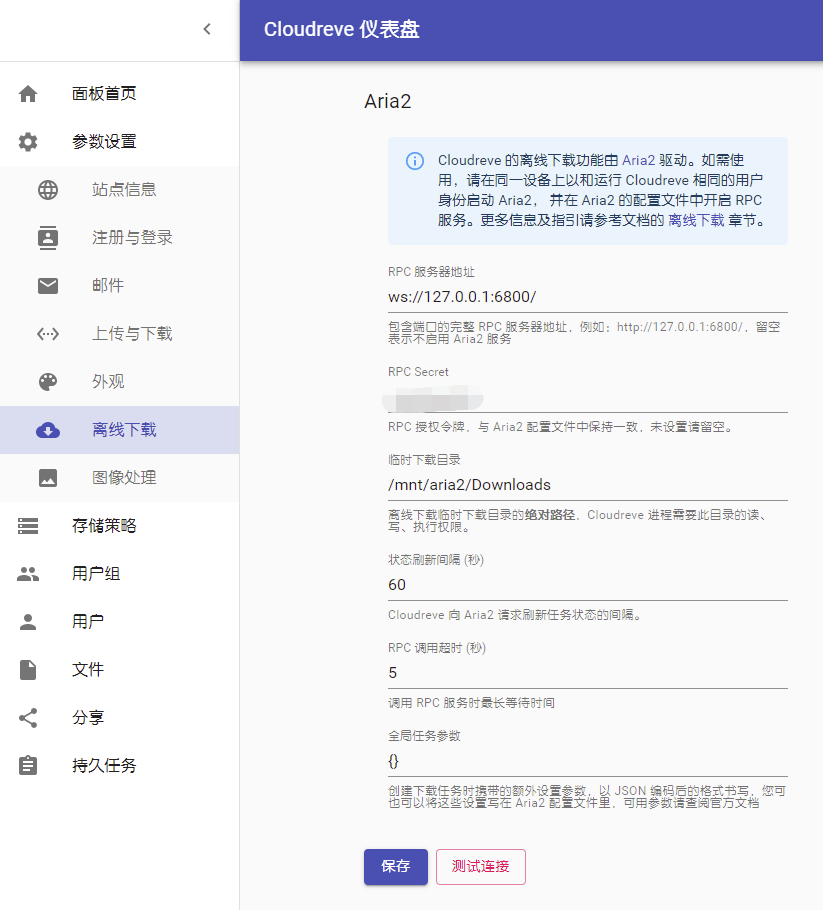 Cloudreve 仪表盘
面板首页
参数设置
站点信息
注册与登录
邮件
上传与下载
外观
离线下载
图像处理
存储策略
用户组
用户
文件
分享
持久任务
Aria2
Cloudreve 的离线下载功能由 Aria2 驱动。如需使
用，请在同一设备上以和运行 Cloudreve 相同的用户
身份启动 Aria2， 并在 Aria2 的配置文件中开启 RPC
服务。更多信息及指引请参考文档的 离线下载 章节。
RPC 服务器地址
ws://127.0.0.1:6800/
包含端口的完整 RPC 服务器地址，例如：http://127.0.0.1:6800/，留空
表示不启用 Aria2 服务
RPC Secret
RPC 授权令牌，与 Aria2 配置文件中保持一致，未设置请留空。
临时下载目录
/mnt/aria2/Downloads
离线下载临时下载目录的绝对路径，Cloudreve 进程需要此目录的读、
写、执行权限。
状态刷新间隔 (秒)
60
Cloudreve 向 Aria2 请求刷新任务状态的间隔。
RPC 调用超时 (秒)
5
调用 RPC 服务时最长等待时间
全局任务参数
{}
创建下载任务时携带的额外设置参数，以 JSON 编码后的格式书写，您可
也可以将这些设置写在 Aria2 配置文件里，可用参数请查阅官方文档
保存
测试连接